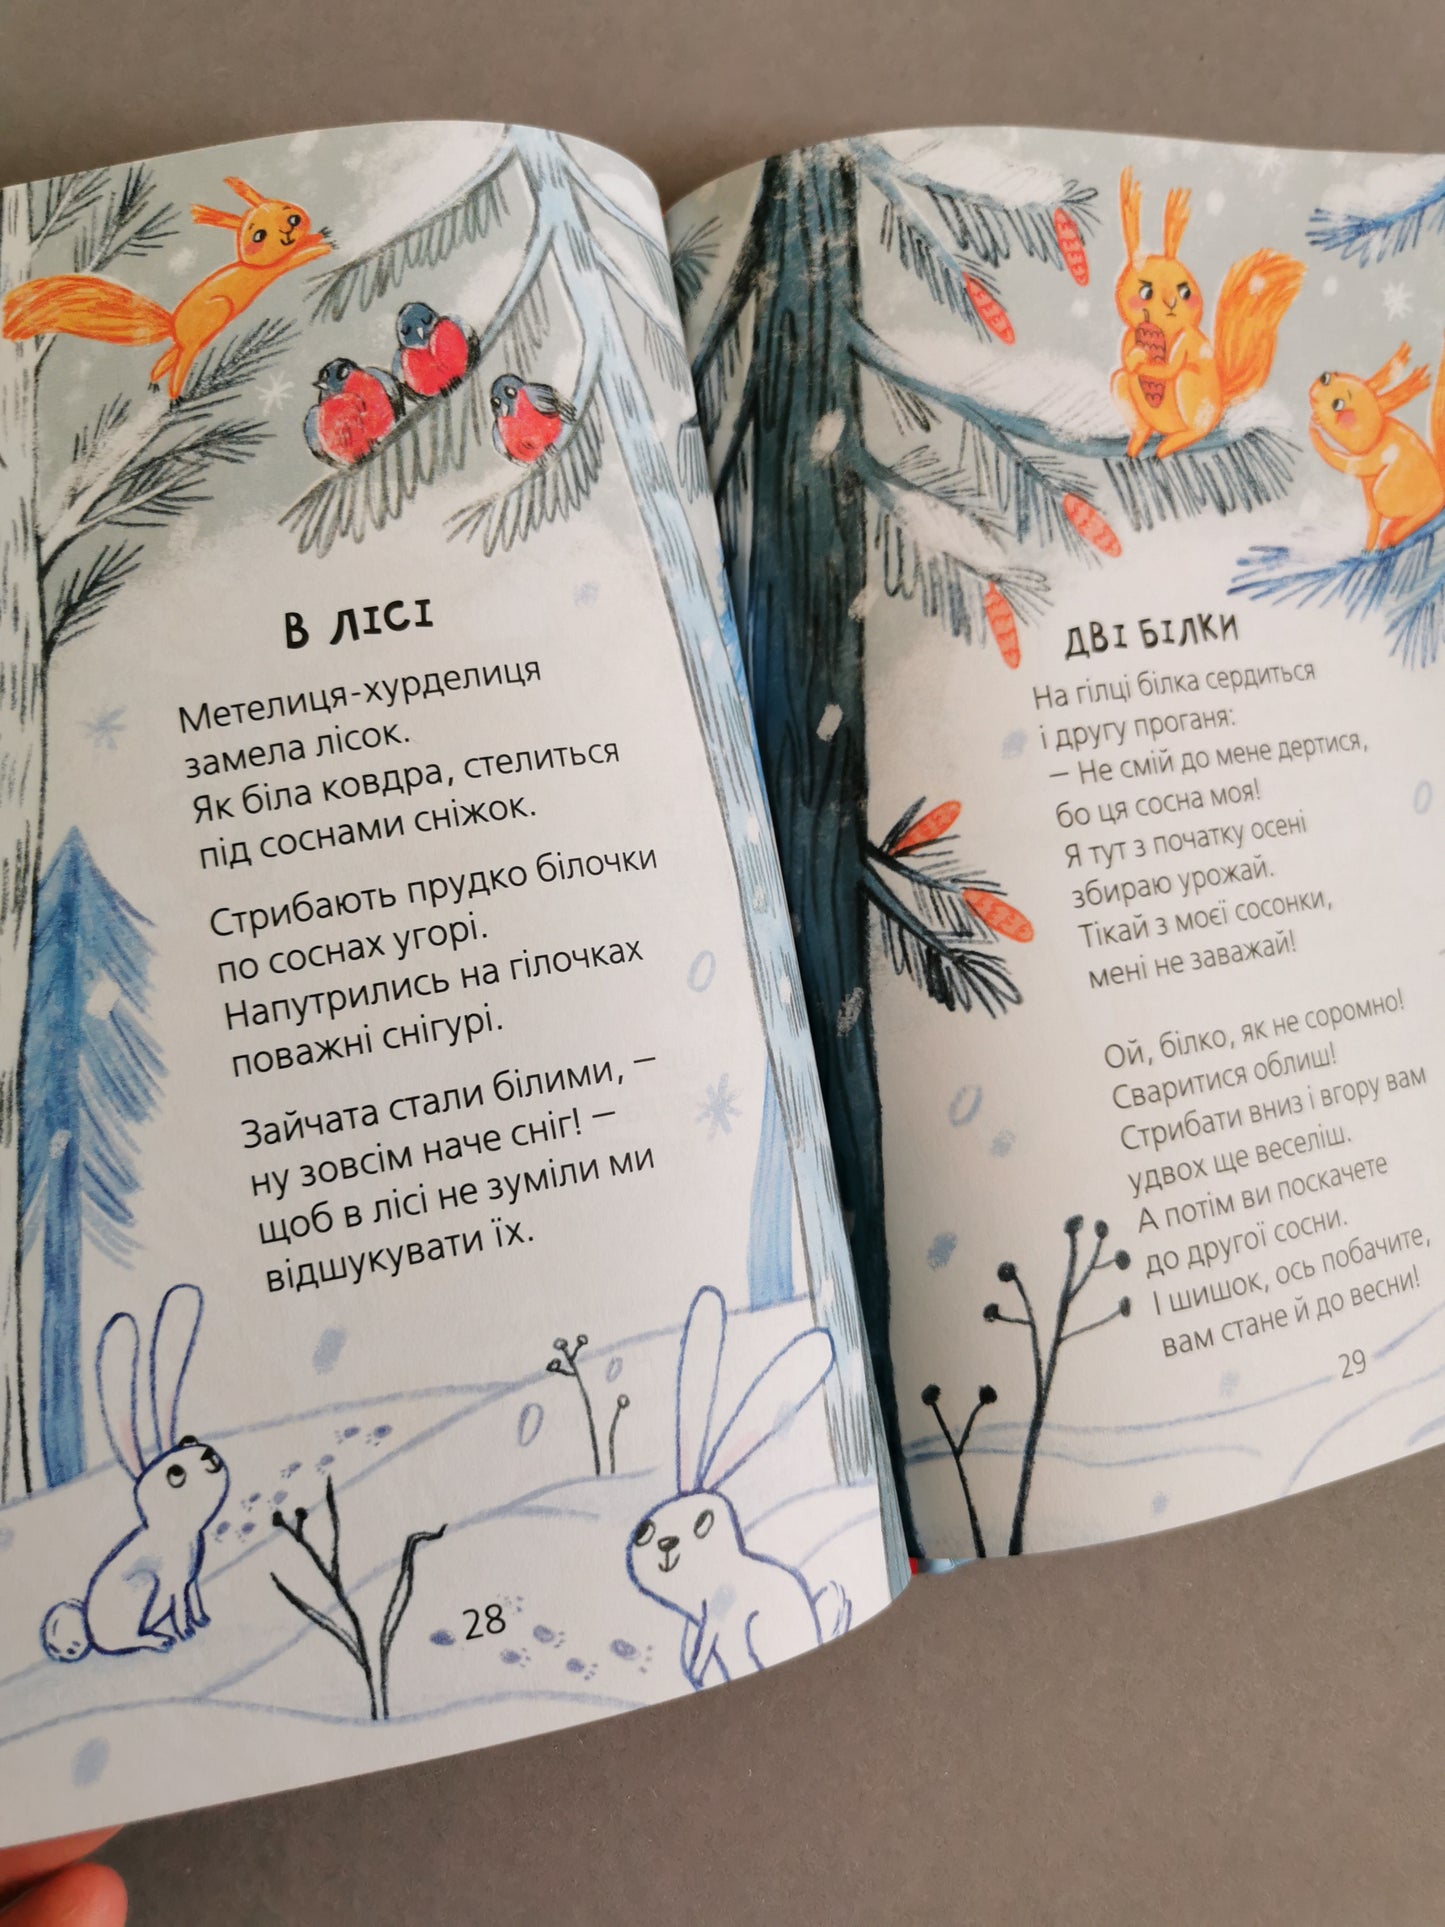 В ЛІСІ
Метелиця-хурделиця
замела лісок.
Як біла ковдра, стелиться
під соснами сніжок.
Стрибають прудко білочки
по соснах угорі.
Напутрились на гілочках
поважні снігурі.
Зайчата стали білими, –
ну зовсім наче сніг! –
щоб в лісі не зуміли ми
відшукувати їх.
28
ДВІ БІЛКИ
На гілці білка сердиться
і другу проганя:
– Не смій до мене дертися,
бо ця сосна моя!
Я тут з початку осені
збираю урожай.
Тікай з моєї сосонки,
мені не заважай!
Ой, білко, як не соромно!
Сваритися облиш!
Стрибати вниз і вгору вам
удвох ще веселіш.
А потім ви поскачете
до другої сосни.
І шишок, ось побачите,
вам стане й до весни!
29